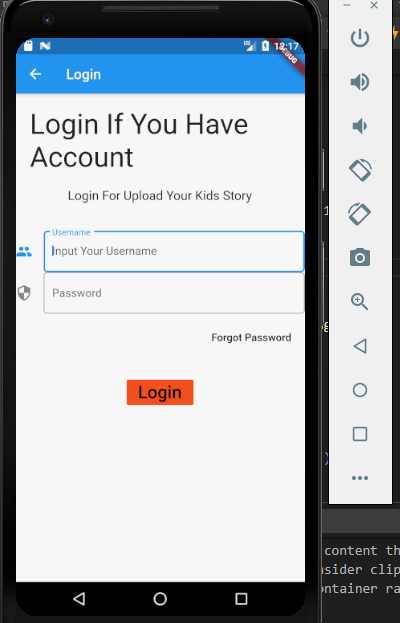 12:17
DEBUG
Login
Login If You Have
Account
Login For Upload Your Kids Story
Username
Input Your Username
Password
Forgot Password
Login
content th
nsider clip
ontainer ra